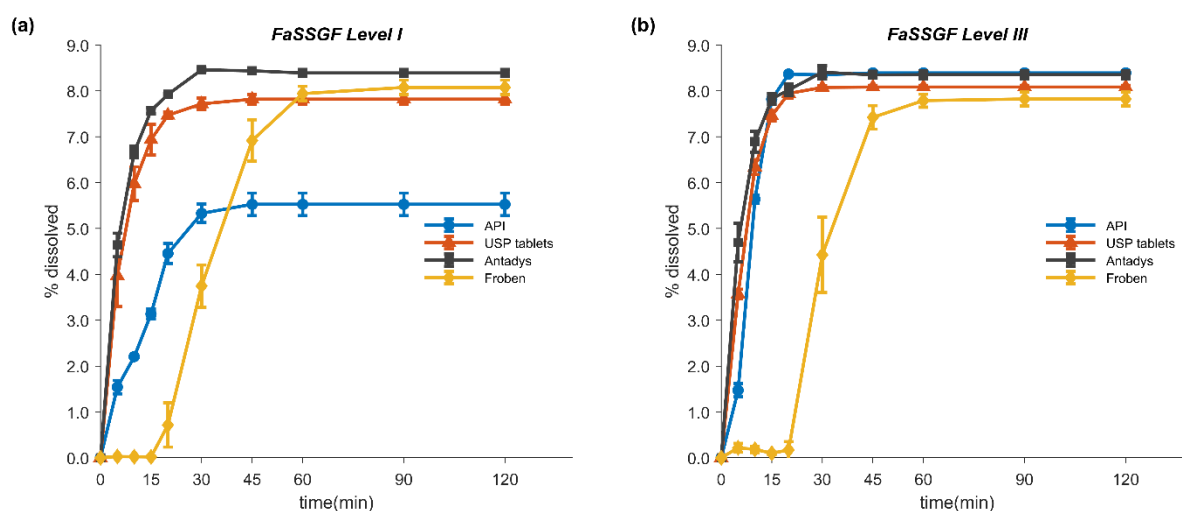 (a)
FaSSGF Level I
% dissolved
9.0
8.0
7.0
6.0
5.0
4.0
3.0
2.0
1.0
0.0
0 15 30 45 60 90 120
time(min)
API
USP tablets
Antadys
Froben
(b)
FaSSGF Level III
% dissolved
9.0
8.0
7.0
6.0
5.0
4.0
3.0
2.0
1.0
0.0
0 15 30 45 60 90 120
time(min)
API
USP tablets
Antadys
Froben